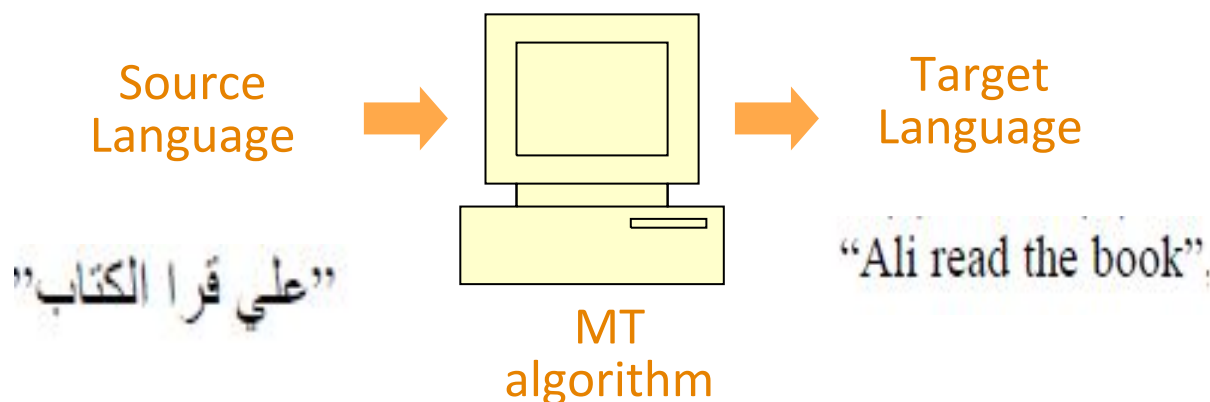 Source
Language
Target
Language
”علي قرا الكتاب”
“Ali read the book”,
MT
algorithm